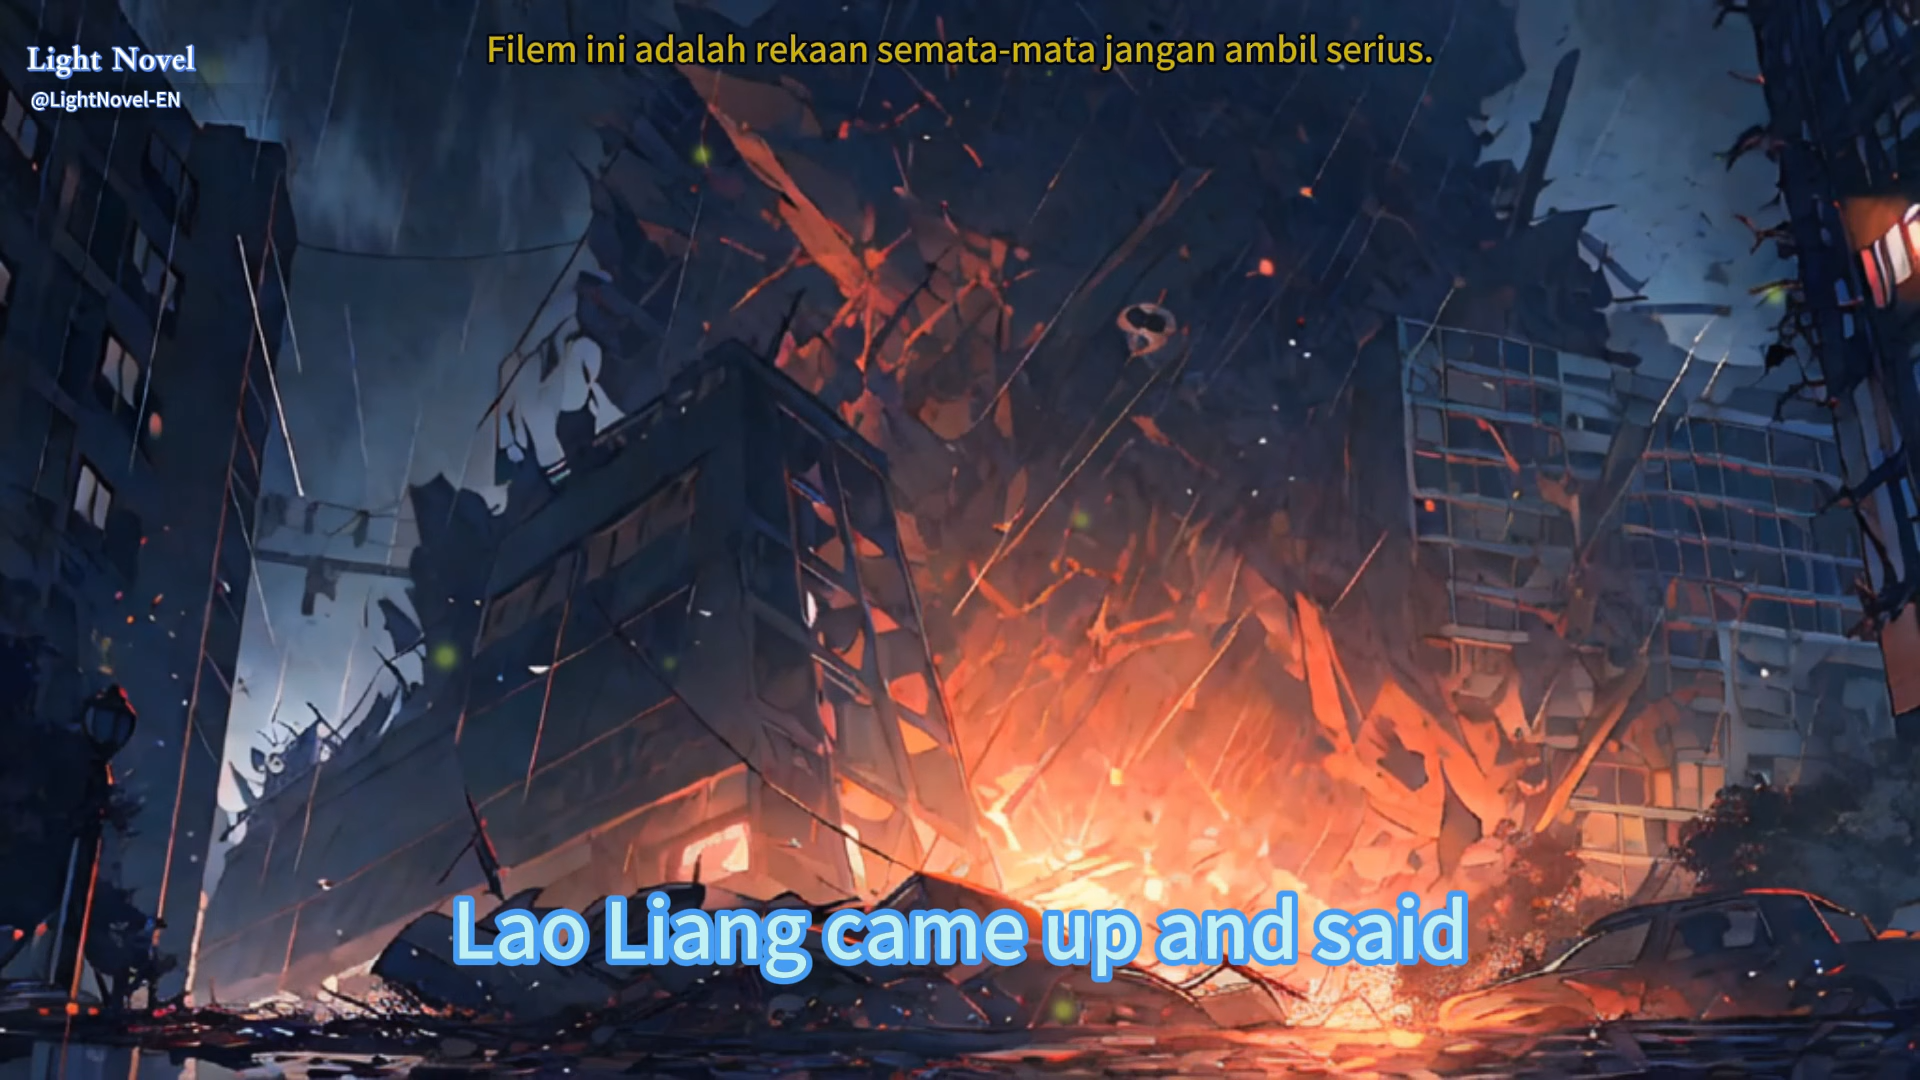 Filem ini adalah rekaan semata-mata jangan ambil serius.
Light Novel
@LightNovel-EN
Lao Liang came up and said